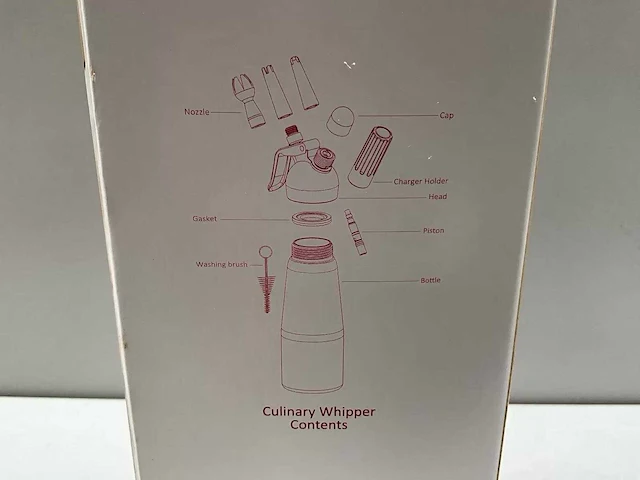 Nozzle
Cap
Charger Holder
Head
Gasket
Piston
Washing brush
Bottle
Culinary Whipper
Contents